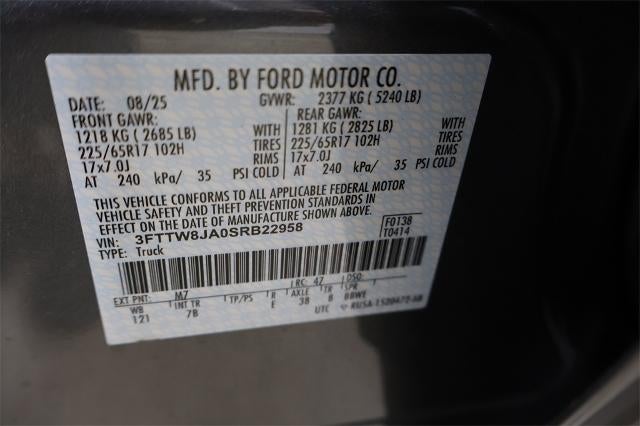 MFD. BY FORD MOTOR CO.
DATE: 08/25 GVWR: 2377 KG ( 5240 LB)
FRONT GAWR: REAR GAWR:
1218 KG ( 2685 LB) WITH 1281 KG ( 2825 LB) WITH
225/65R17 102H TIRES 225/65R17 102H TIRES
17x7.0J RIMS 17x7.0J RIMS
AT 240 kPa/ 35 PSI COLD AT 240 kPa/ 35 PSI COLD
THIS VEHICLE CONFORMS TO ALL APPLICABLE FEDERAL MOTOR
VEHICLE SAFETY AND THEFT PREVENTION STANDARDS IN
EFFECT ON THE DATE OF MANUFACTURE SHOWN ABOVE.
VIN: 3FTTW8JA0SRB22958 F0138
TYPE: Truck T0414
RC: 47 DSO:
EXT PNT: M7
WB INT TR TP/PS R AXLE TR SPR
121 7B E 38 8 BBWE
UTC